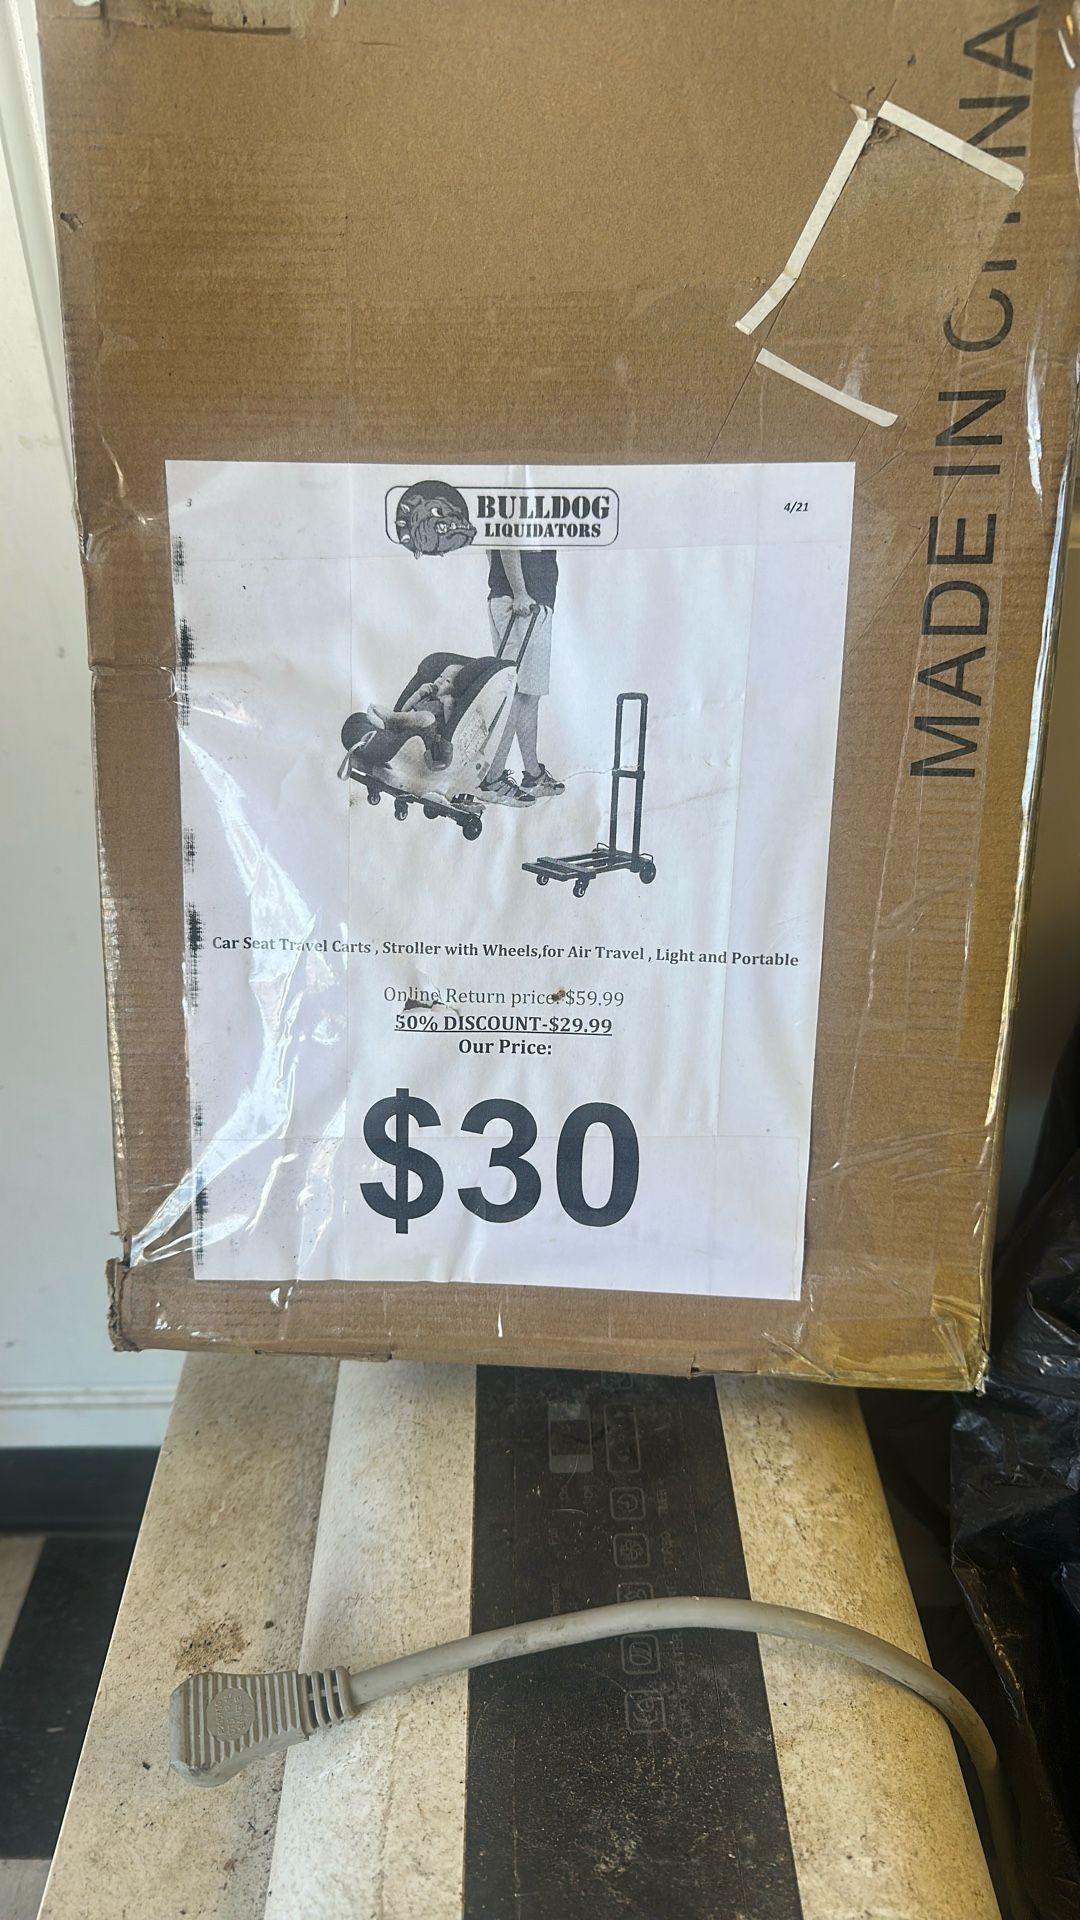 MADE IN
3
BULLDOG
LIQUIDATORS
4/21
Car Seat Travel Carts , Stroller with Wheels,for Air Travel , Light and Portable
Online Return price: $59.99
50% DISCOUNT-$29.99
Our Price:
$30